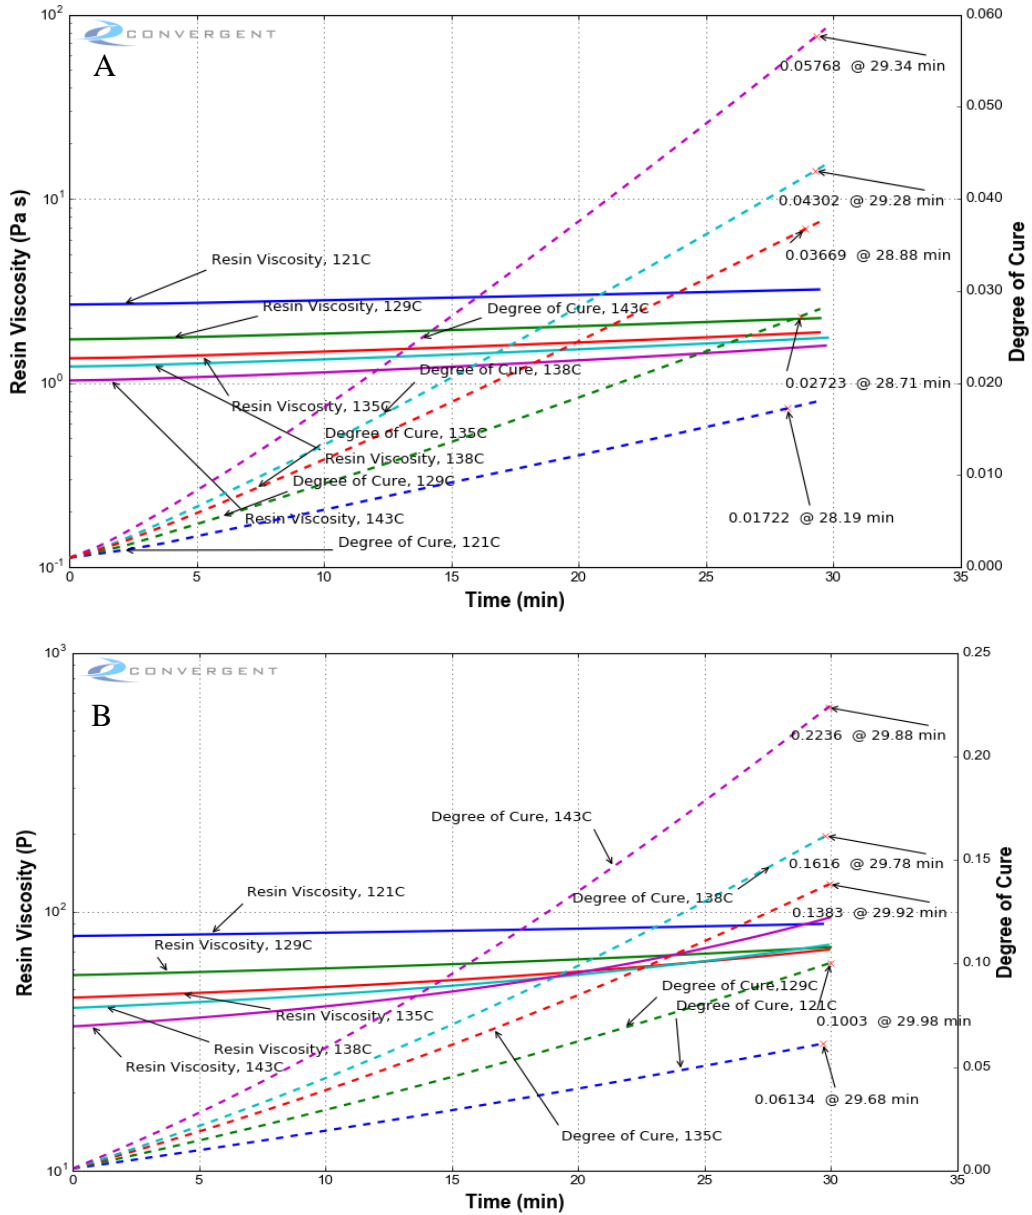 10^2
CONVERGENT
0.060
A
0.05768 @ 29.34 min
0.050
10^1
0.04302 @ 29.28 min
0.040
Resin Viscosity (Pa s)
Degree of Cure
0.03669 @ 28.88 min
Resin Viscosity, 121C
0.030
Resin Viscosity, 129C
Degree of Cure, 143C
Degree of Cure, 138C
10^0
0.02723 @ 28.71 min
0.020
Resin Viscosity, 135C
Degree of Cure, 135C
Resin Viscosity, 138C
Degree of Cure, 129C
0.010
Resin Viscosity, 143C
0.01722 @ 28.19 min
Degree of Cure, 121C
10^-1
0.000
0 5 10 15 20 25 30 35
Time (min)
10^3
CONVERGENT
0.25
B
0.2236 @ 29.88 min
0.20
Degree of Cure, 143C
Resin Viscosity (P)
Degree of Cure
0.15
0.1616 @ 29.78 min
Resin Viscosity, 121C
Degree of Cure, 138C
10^2
0.1383 @ 29.92 min
Resin Viscosity, 129C
0.10
Degree of Cure,129C
Degree of Cure, 121C
Resin Viscosity, 135C
0.1003 @ 29.98 min
Resin Viscosity, 138C
Resin Viscosity, 143C
0.05
0.06134 @ 29.68 min
Degree of Cure, 135C
10^1
0.00
0 5 10 15 20 25 30 35
Time (min)